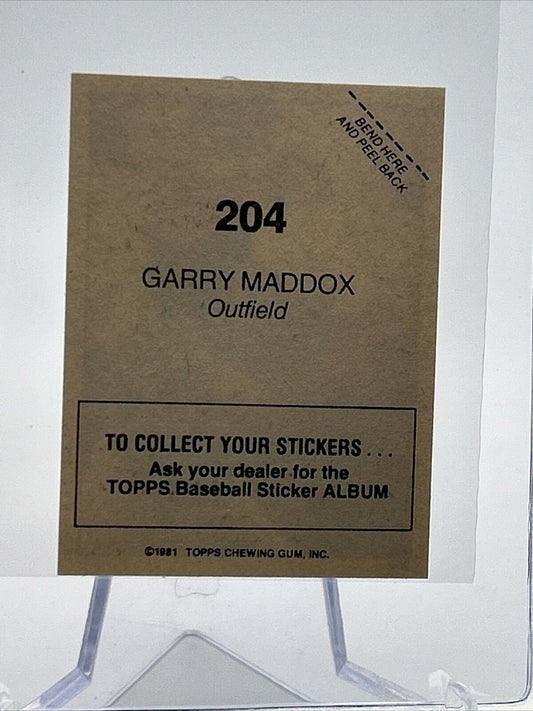 BEND HERE
AND PEEL BACK
204
GARRY MADDOX
Outfield
TO COLLECT YOUR STICKERS...
Ask your dealer for the
TOPPS Baseball Sticker ALBUM
©1981 TOPPS CHEWING GUM, INC.